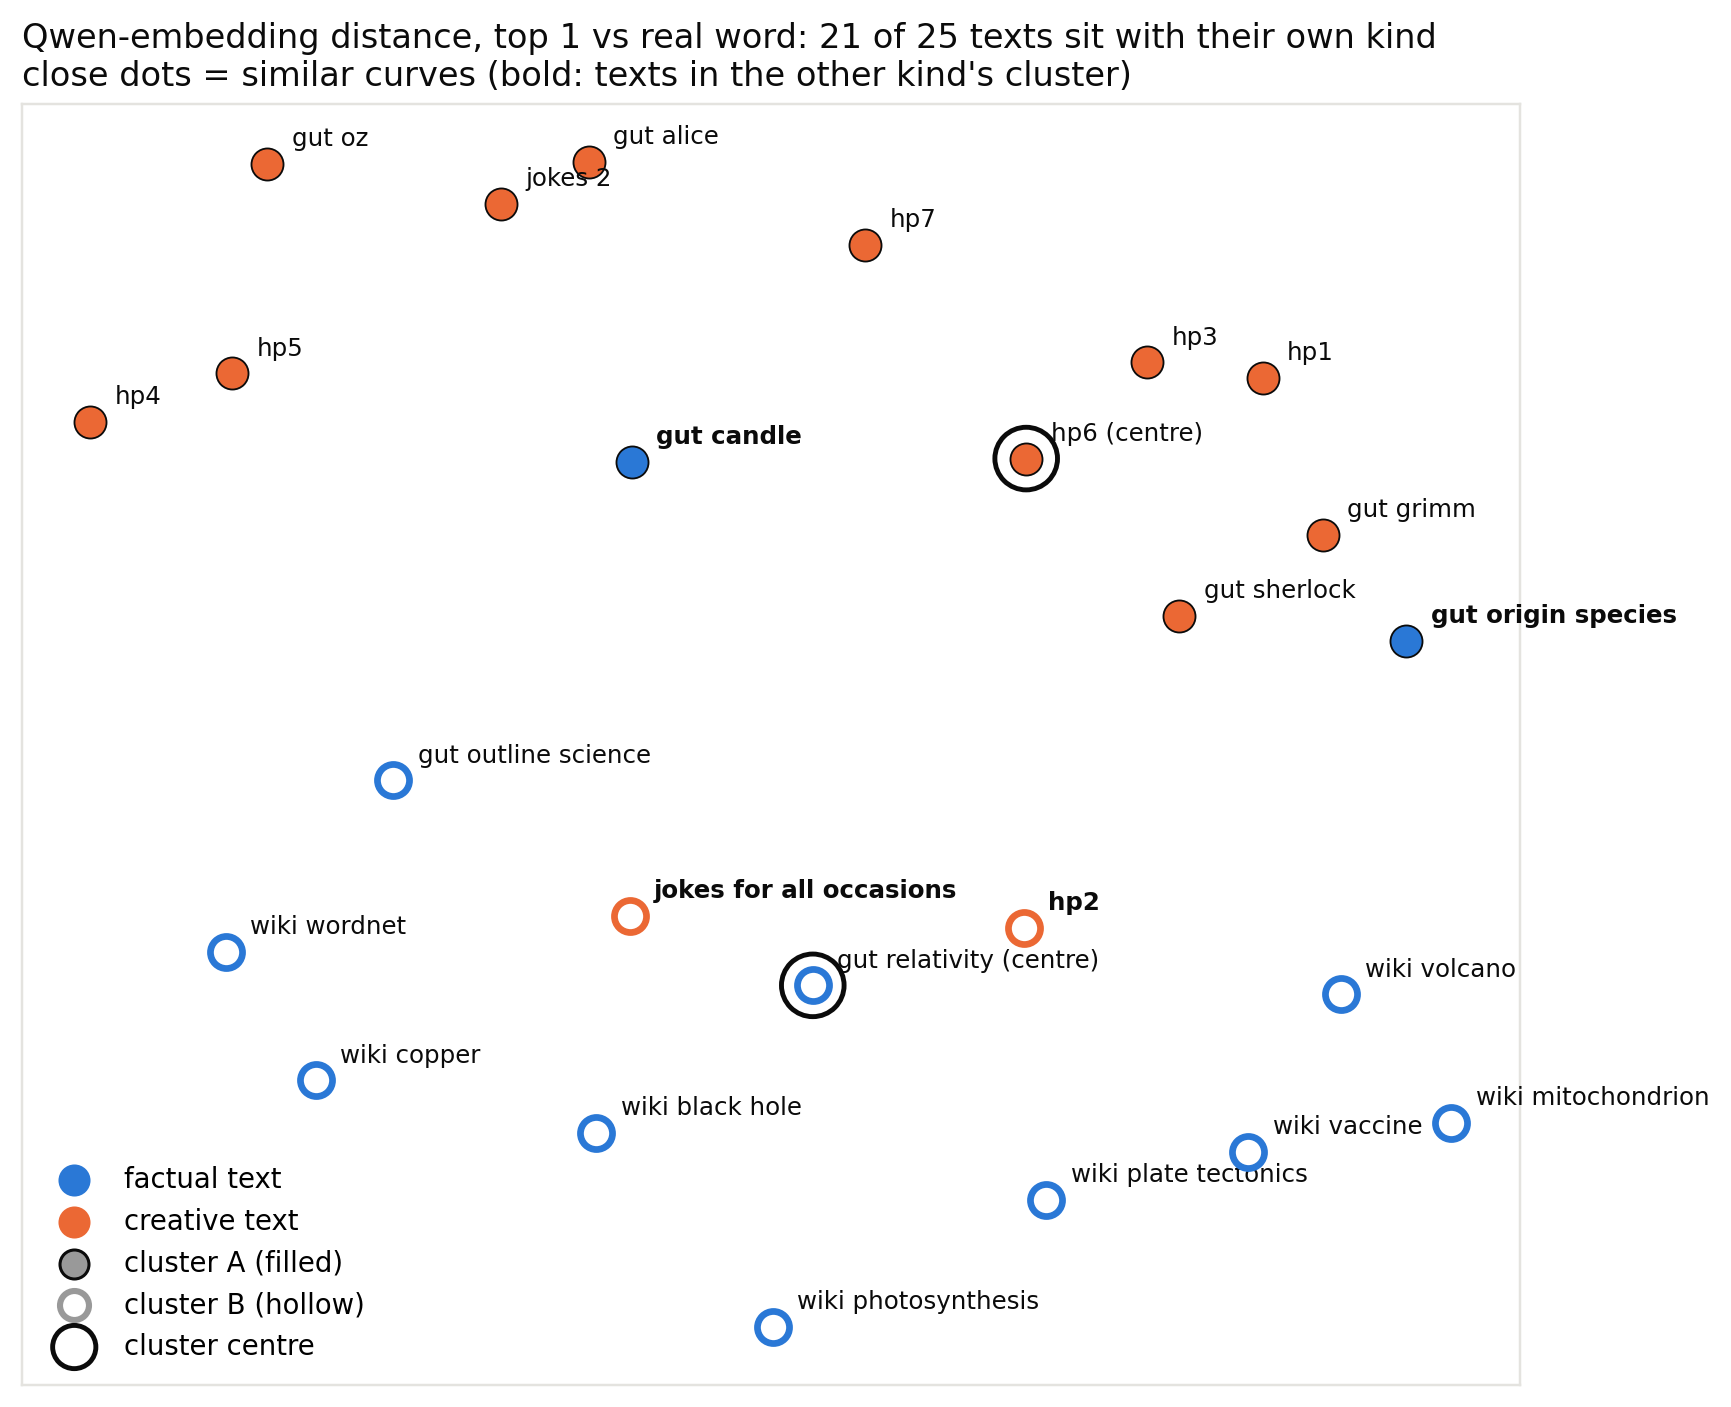 Qwen-embedding distance, top 1 vs real word: 21 of 25 texts sit with their own kind
close dots = similar curves (bold: texts in the other kind's cluster)
gut oz
gut alice
jokes 2
hp7
hp3
hp1
hp5
hp4
gut candle
hp6 (centre)
gut grimm
gut sherlock
gut origin species
gut outline science
jokes for all occasions
hp2
wiki wordnet
gut relativity (centre)
wiki volcano
wiki copper
wiki black hole
wiki mitochondrion
wiki vaccine
wiki plate tectonics
wiki photosynthesis
factual text
creative text
cluster A (filled)
cluster B (hollow)
cluster centre